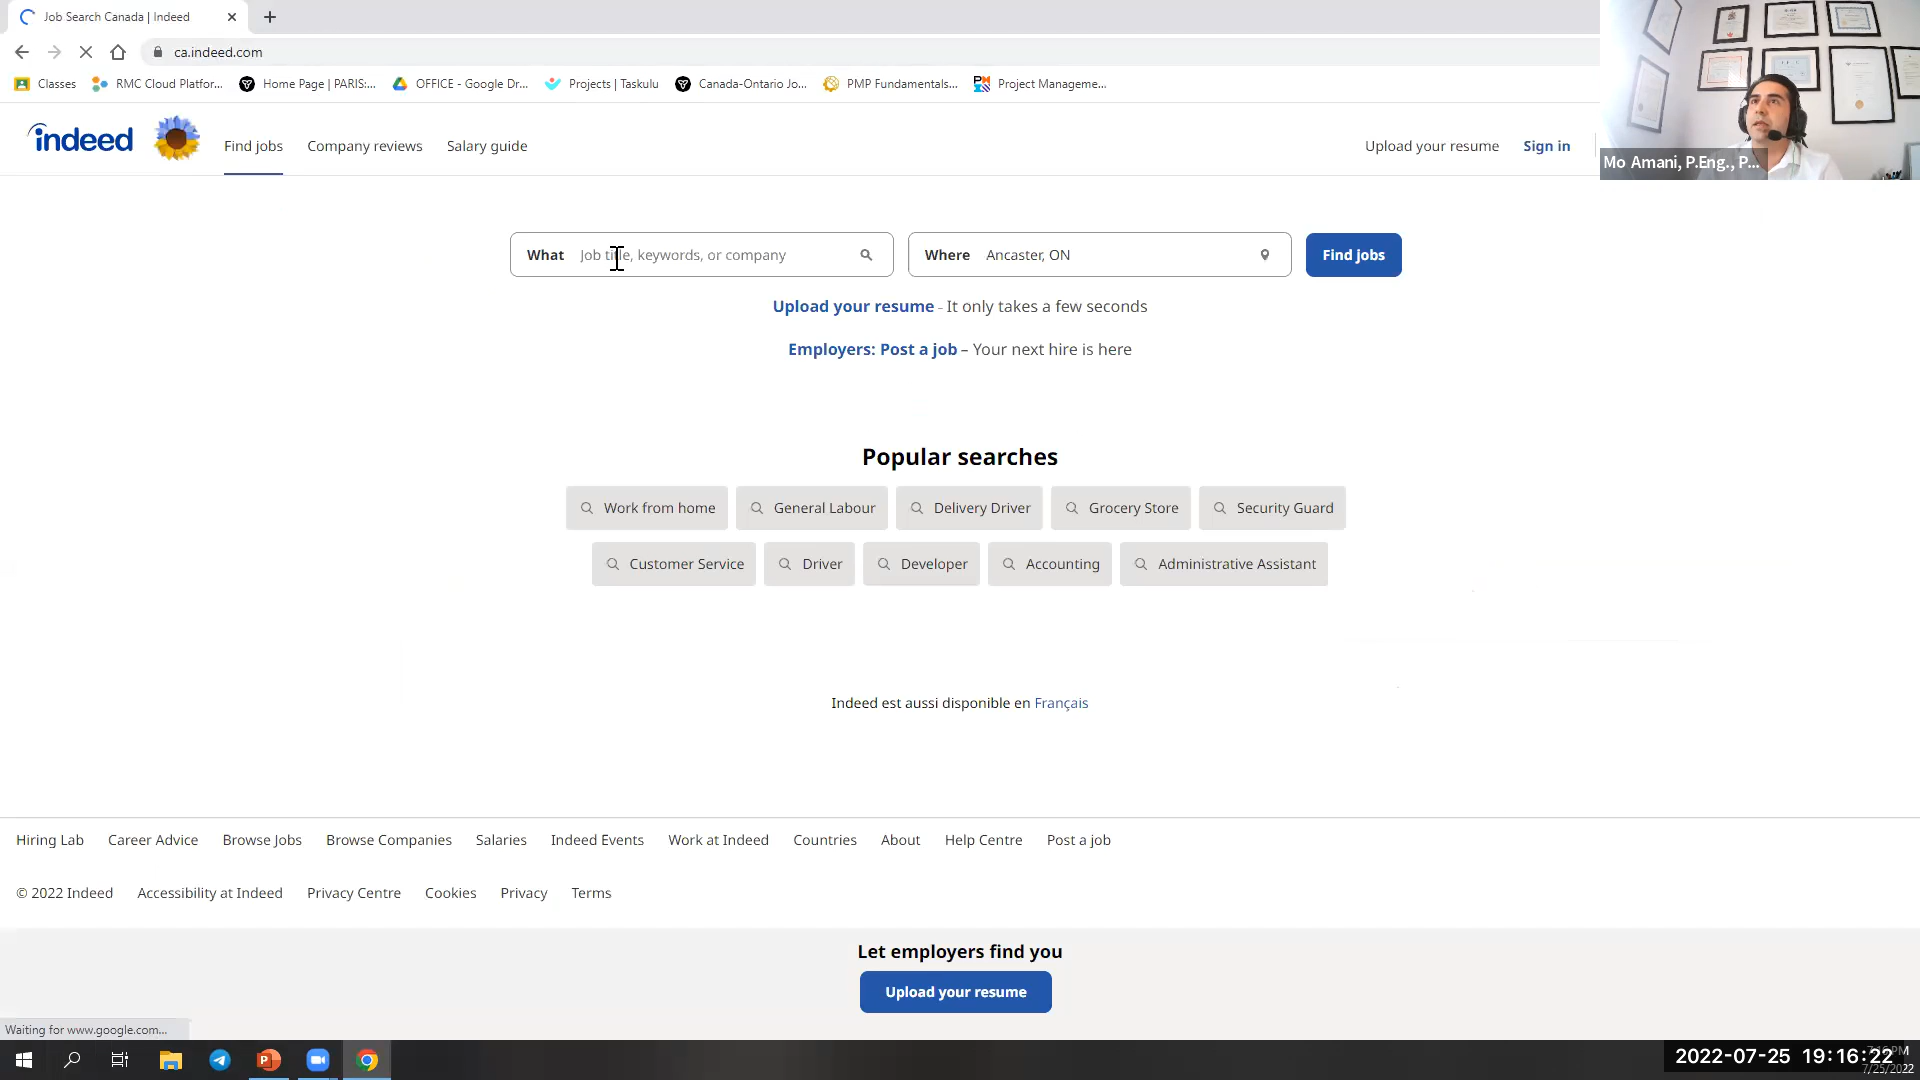 Job Search Canada | Indeed
ca.indeed.com
Classes
RMC Cloud Platfor...
Home Page | PARIS:...
OFFICE - Google Dr...
Projects | Taskulu
Canada-Ontario Jo...
PMP Fundamentals...
Project Manageme...
indeed
Find jobs
Company reviews
Salary guide
Upload your resume
Sign in
Mo Amani, P.Eng., P...
What Job title, keywords, or company
Where Ancaster, ON
Find jobs
Upload your resume - It only takes a few seconds
Employers: Post a job – Your next hire is here
Popular searches
Work from home
General Labour
Delivery Driver
Grocery Store
Security Guard
Customer Service
Driver
Developer
Accounting
Administrative Assistant
Indeed est aussi disponible en Français
Hiring Lab
Career Advice
Browse Jobs
Browse Companies
Salaries
Indeed Events
Work at Indeed
Countries
About
Help Centre
Post a job
© 2022 Indeed
Accessibility at Indeed
Privacy Centre
Cookies
Privacy
Terms
Let employers find you
Upload your resume
Waiting for www.google.com...
2022-07-25 19:16:22
7/25/2022